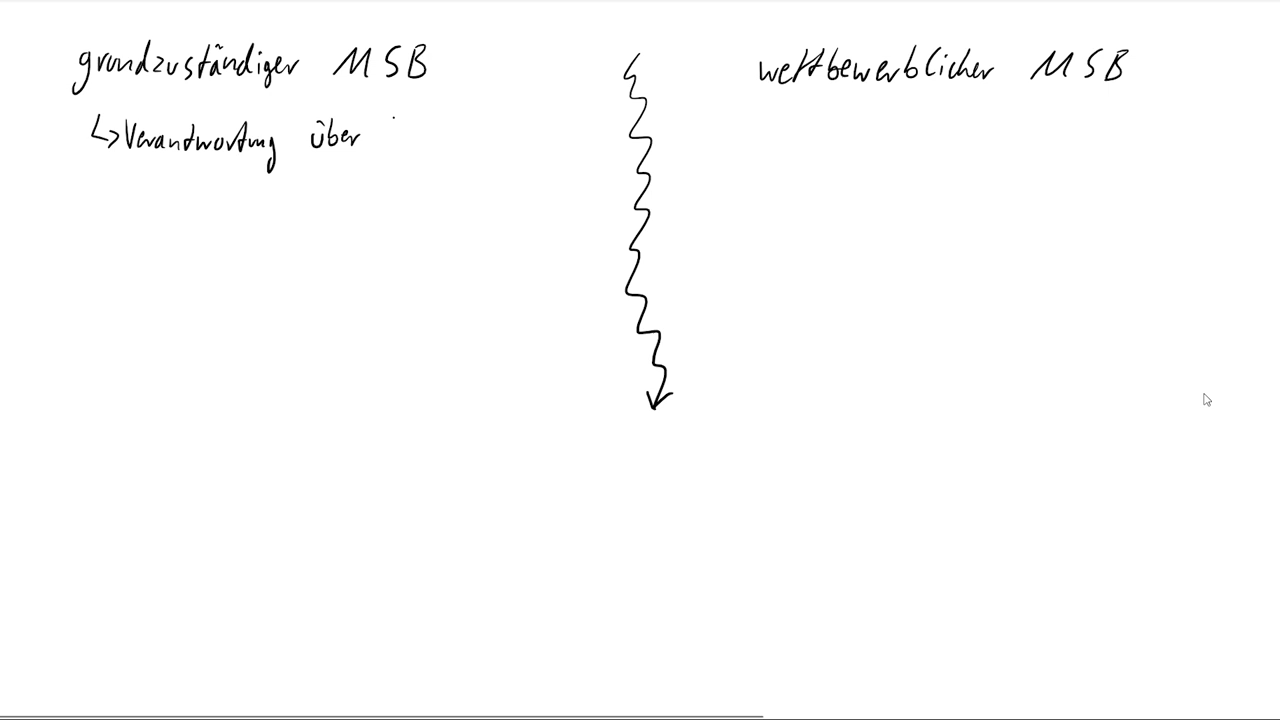 grundzuständiger MSB
wettbewerblicher MSB
↳ Verantwortung über